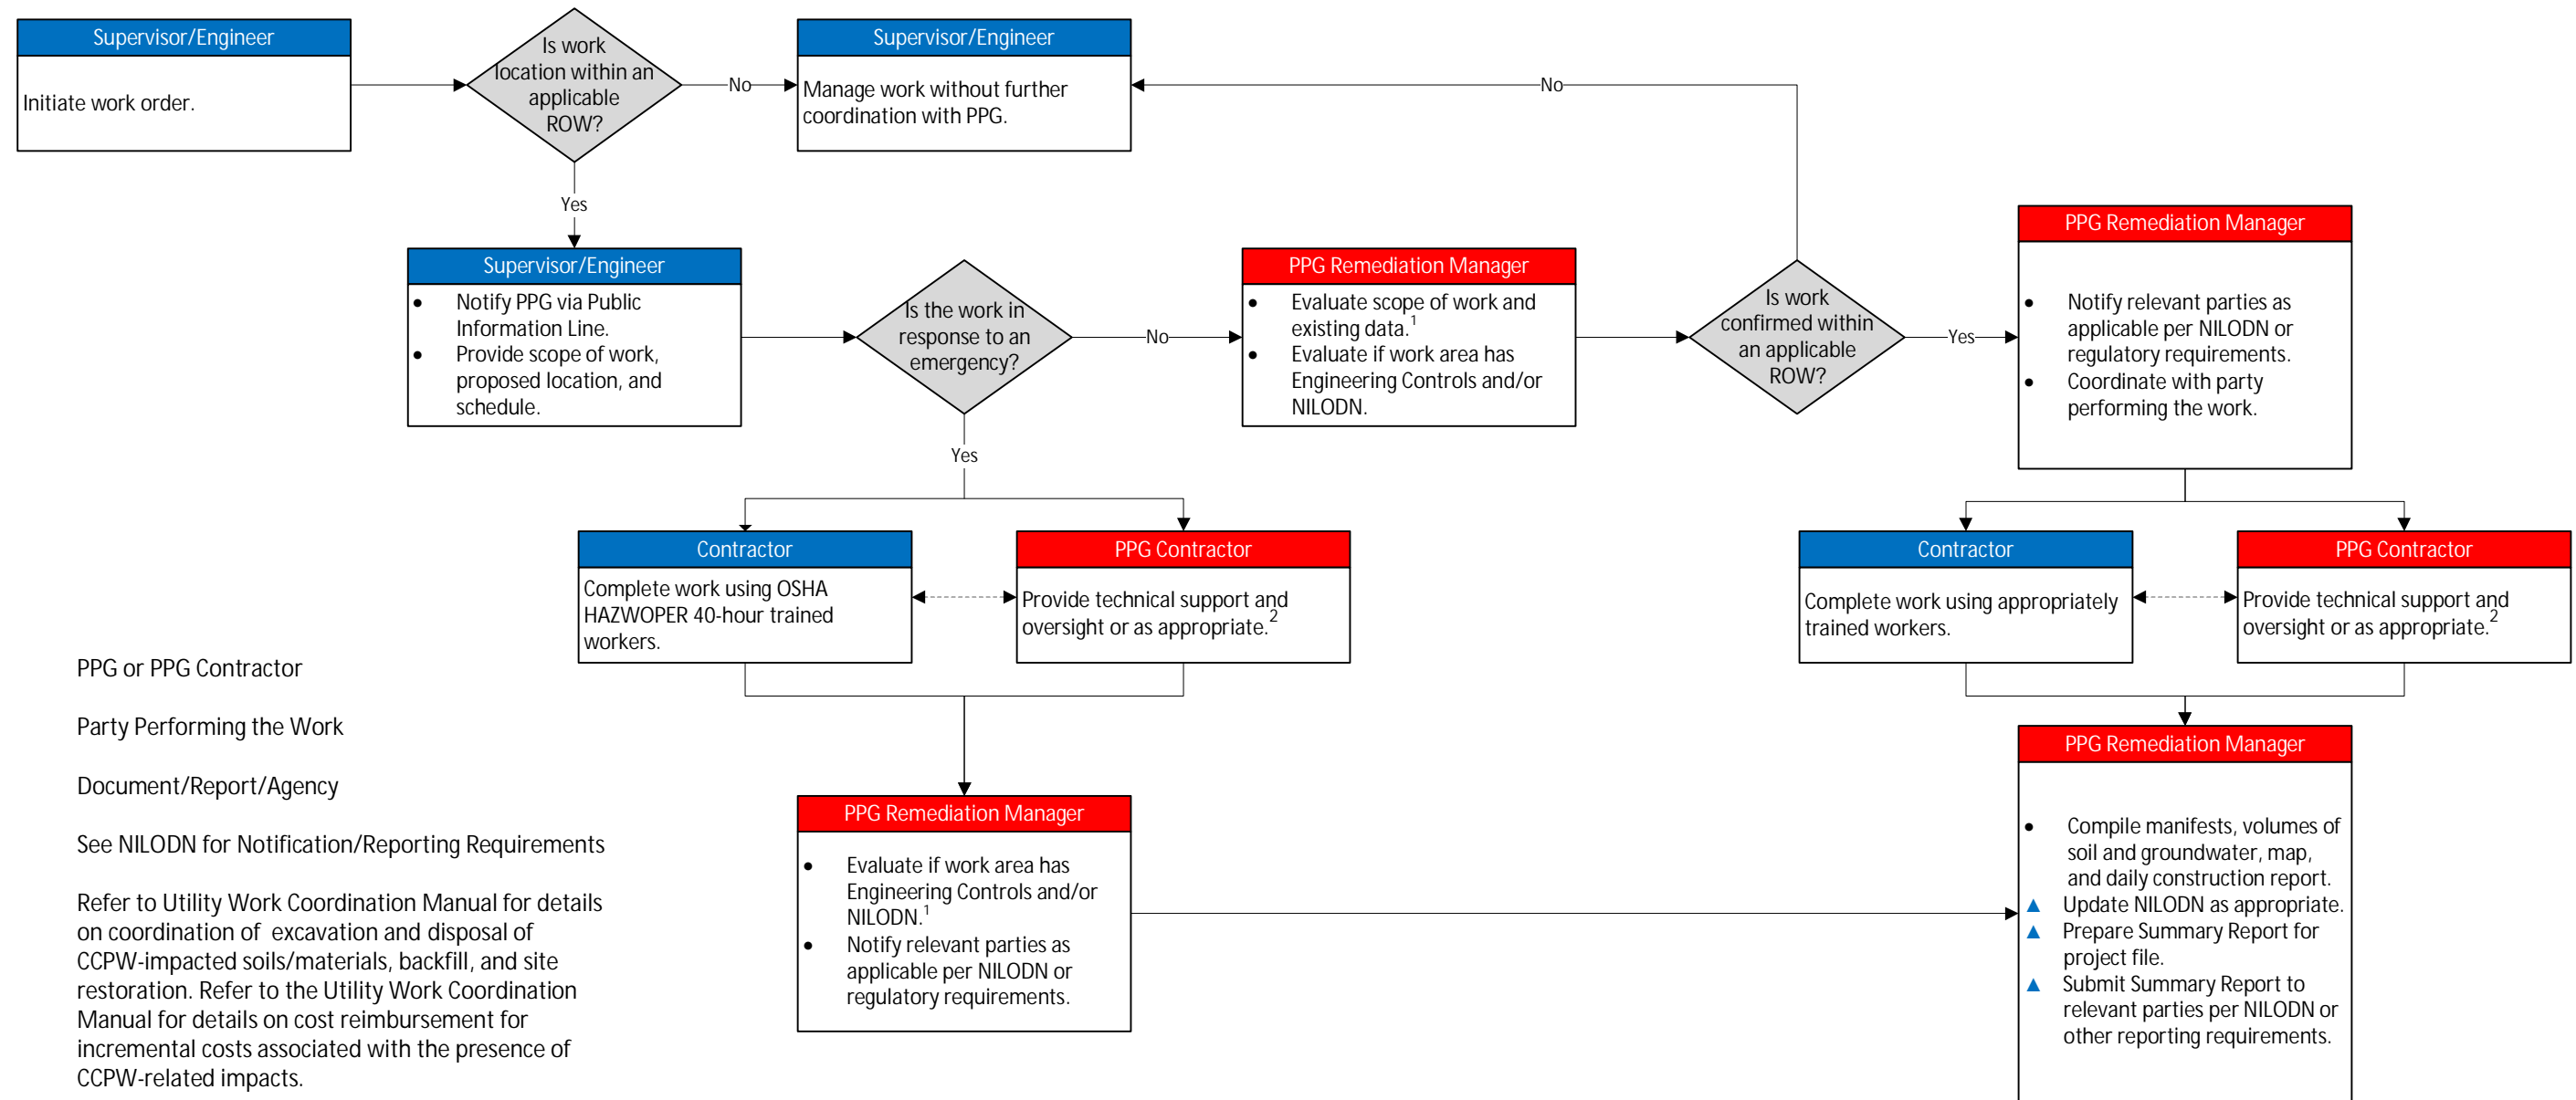 Supervisor/Engineer
Initiate work order.
Is work
location within an
applicable
ROW?
No
Supervisor/Engineer
Manage work without further
coordination with PPG.
No
Yes
Supervisor/Engineer
• Notify PPG via Public
Information Line.
• Provide scope of work,
proposed location, and
schedule.
Is the work in
response to an
emergency?
No
PPG Remediation Manager
• Evaluate scope of work and
existing data.1
• Evaluate if work area has
Engineering Controls and/or
NILODN.
Is work
confirmed within
an applicable
ROW?
Yes
PPG Remediation Manager
• Notify relevant parties as
applicable per NILODN or
regulatory requirements.
• Coordinate with party
performing the work.
Yes
Contractor
Complete work using OSHA
HAZWOPER 40-hour trained
workers.
PPG Contractor
Provide technical support and
oversight or as appropriate.2
Contractor
Complete work using appropriately
trained workers.
PPG Contractor
Provide technical support and
oversight or as appropriate.2
PPG Remediation Manager
• Evaluate if work area has
Engineering Controls and/or
NILODN.1
• Notify relevant parties as
applicable per NILODN or
regulatory requirements.
PPG Remediation Manager
• Compile manifests, volumes of
soil and groundwater, map,
and daily construction report.
▲ Update NILODN as appropriate.
▲ Prepare Summary Report for
project file.
▲ Submit Summary Report to
relevant parties per NILODN or
other reporting requirements.
PPG or PPG Contractor
Party Performing the Work
Document/Report/Agency
See NILODN for Notification/Reporting Requirements
Refer to Utility Work Coordination Manual for details
on coordination of excavation and disposal of
CCPW-impacted soils/materials, backfill, and site
restoration. Refer to the Utility Work Coordination
Manual for details on cost reimbursement for
incremental costs associated with the presence of
CCPW-related impacts.